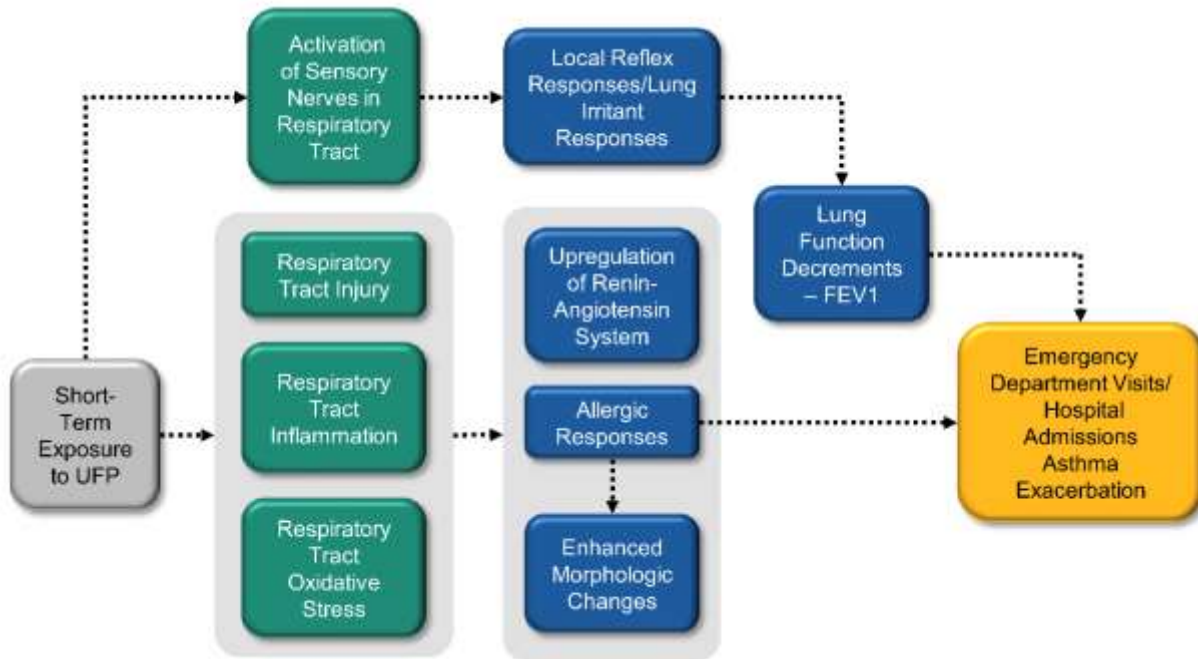 Activation
of Sensory
Nerves in
Respiratory
Tract
Local Reflex
Responses/Lung
Irritant
Responses
Lung
Function
Decrements
– FEV1
Respiratory
Tract Injury
Upregulation
of Renin-
Angiotensin
System
Short-
Term
Exposure
to UFP
Respiratory
Tract
Inflammation
Allergic
Responses
Emergency
Department Visits/
Hospital
Admissions
Asthma
Exacerbation
Respiratory
Tract
Oxidative
Stress
Enhanced
Morphologic
Changes